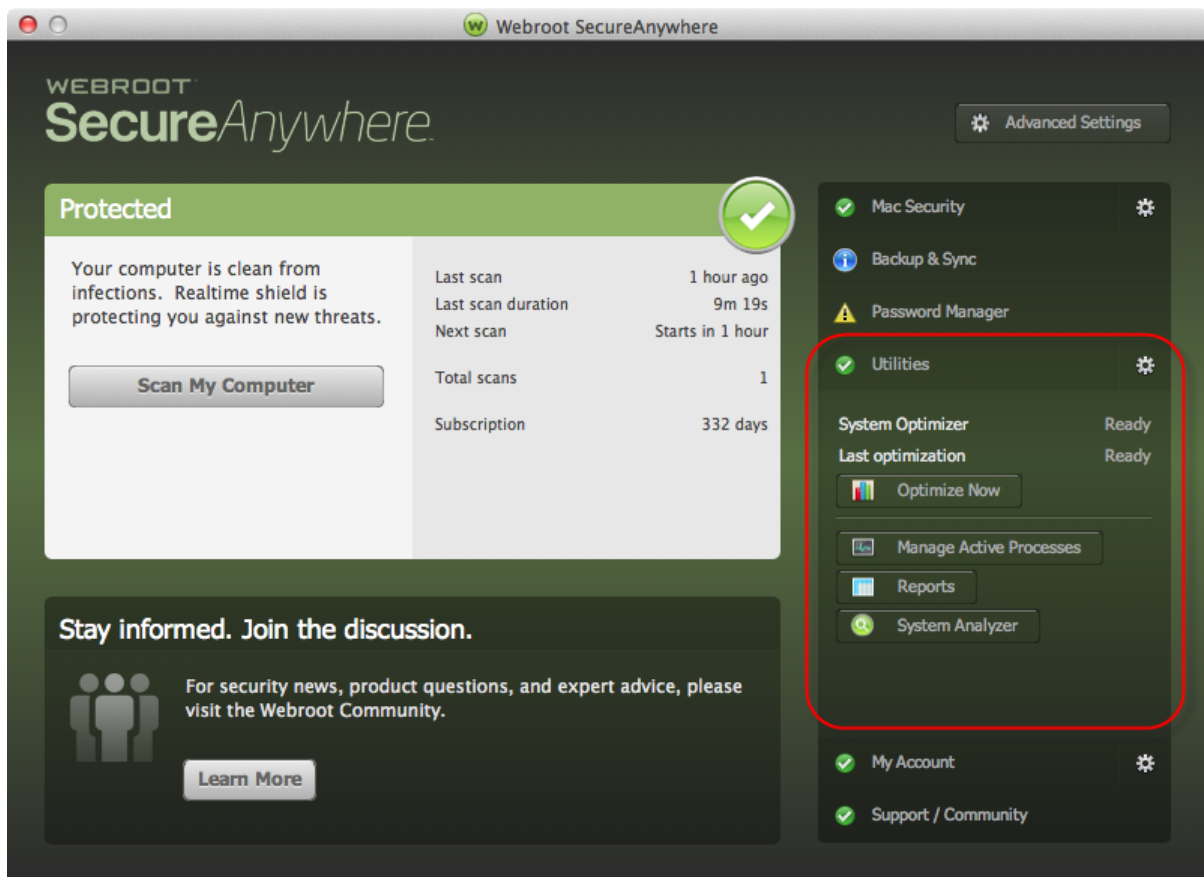 Webroot SecureAnywhere
WEBROOT™
SecureAnywhere™
Advanced Settings
Protected
Your computer is clean from
infections. Realtime shield is
protecting you against new threats.
Scan My Computer
Last scan 1 hour ago
Last scan duration 9m 19s
Next scan Starts in 1 hour
Total scans 1
Subscription 332 days
Stay informed. Join the discussion.
For security news, product questions, and expert advice, please
visit the Webroot Community.
Learn More
Mac Security
Backup & Sync
Password Manager
Utilities
System Optimizer Ready
Last optimization Ready
Optimize Now
Manage Active Processes
Reports
System Analyzer
My Account
Support / Community